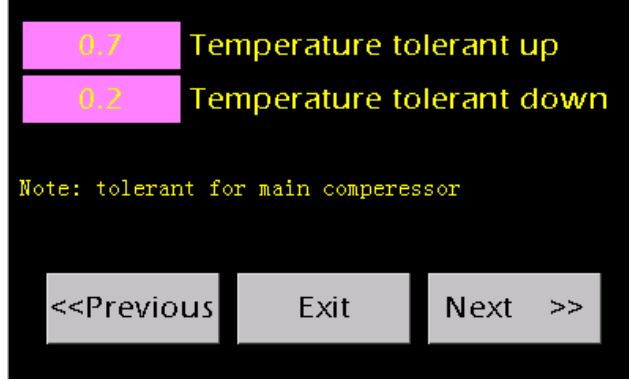 0.7 Temperature tolerant up
0.2 Temperature tolerant down
Note: tolerant for main comperessor
<<Previous Exit Next >>